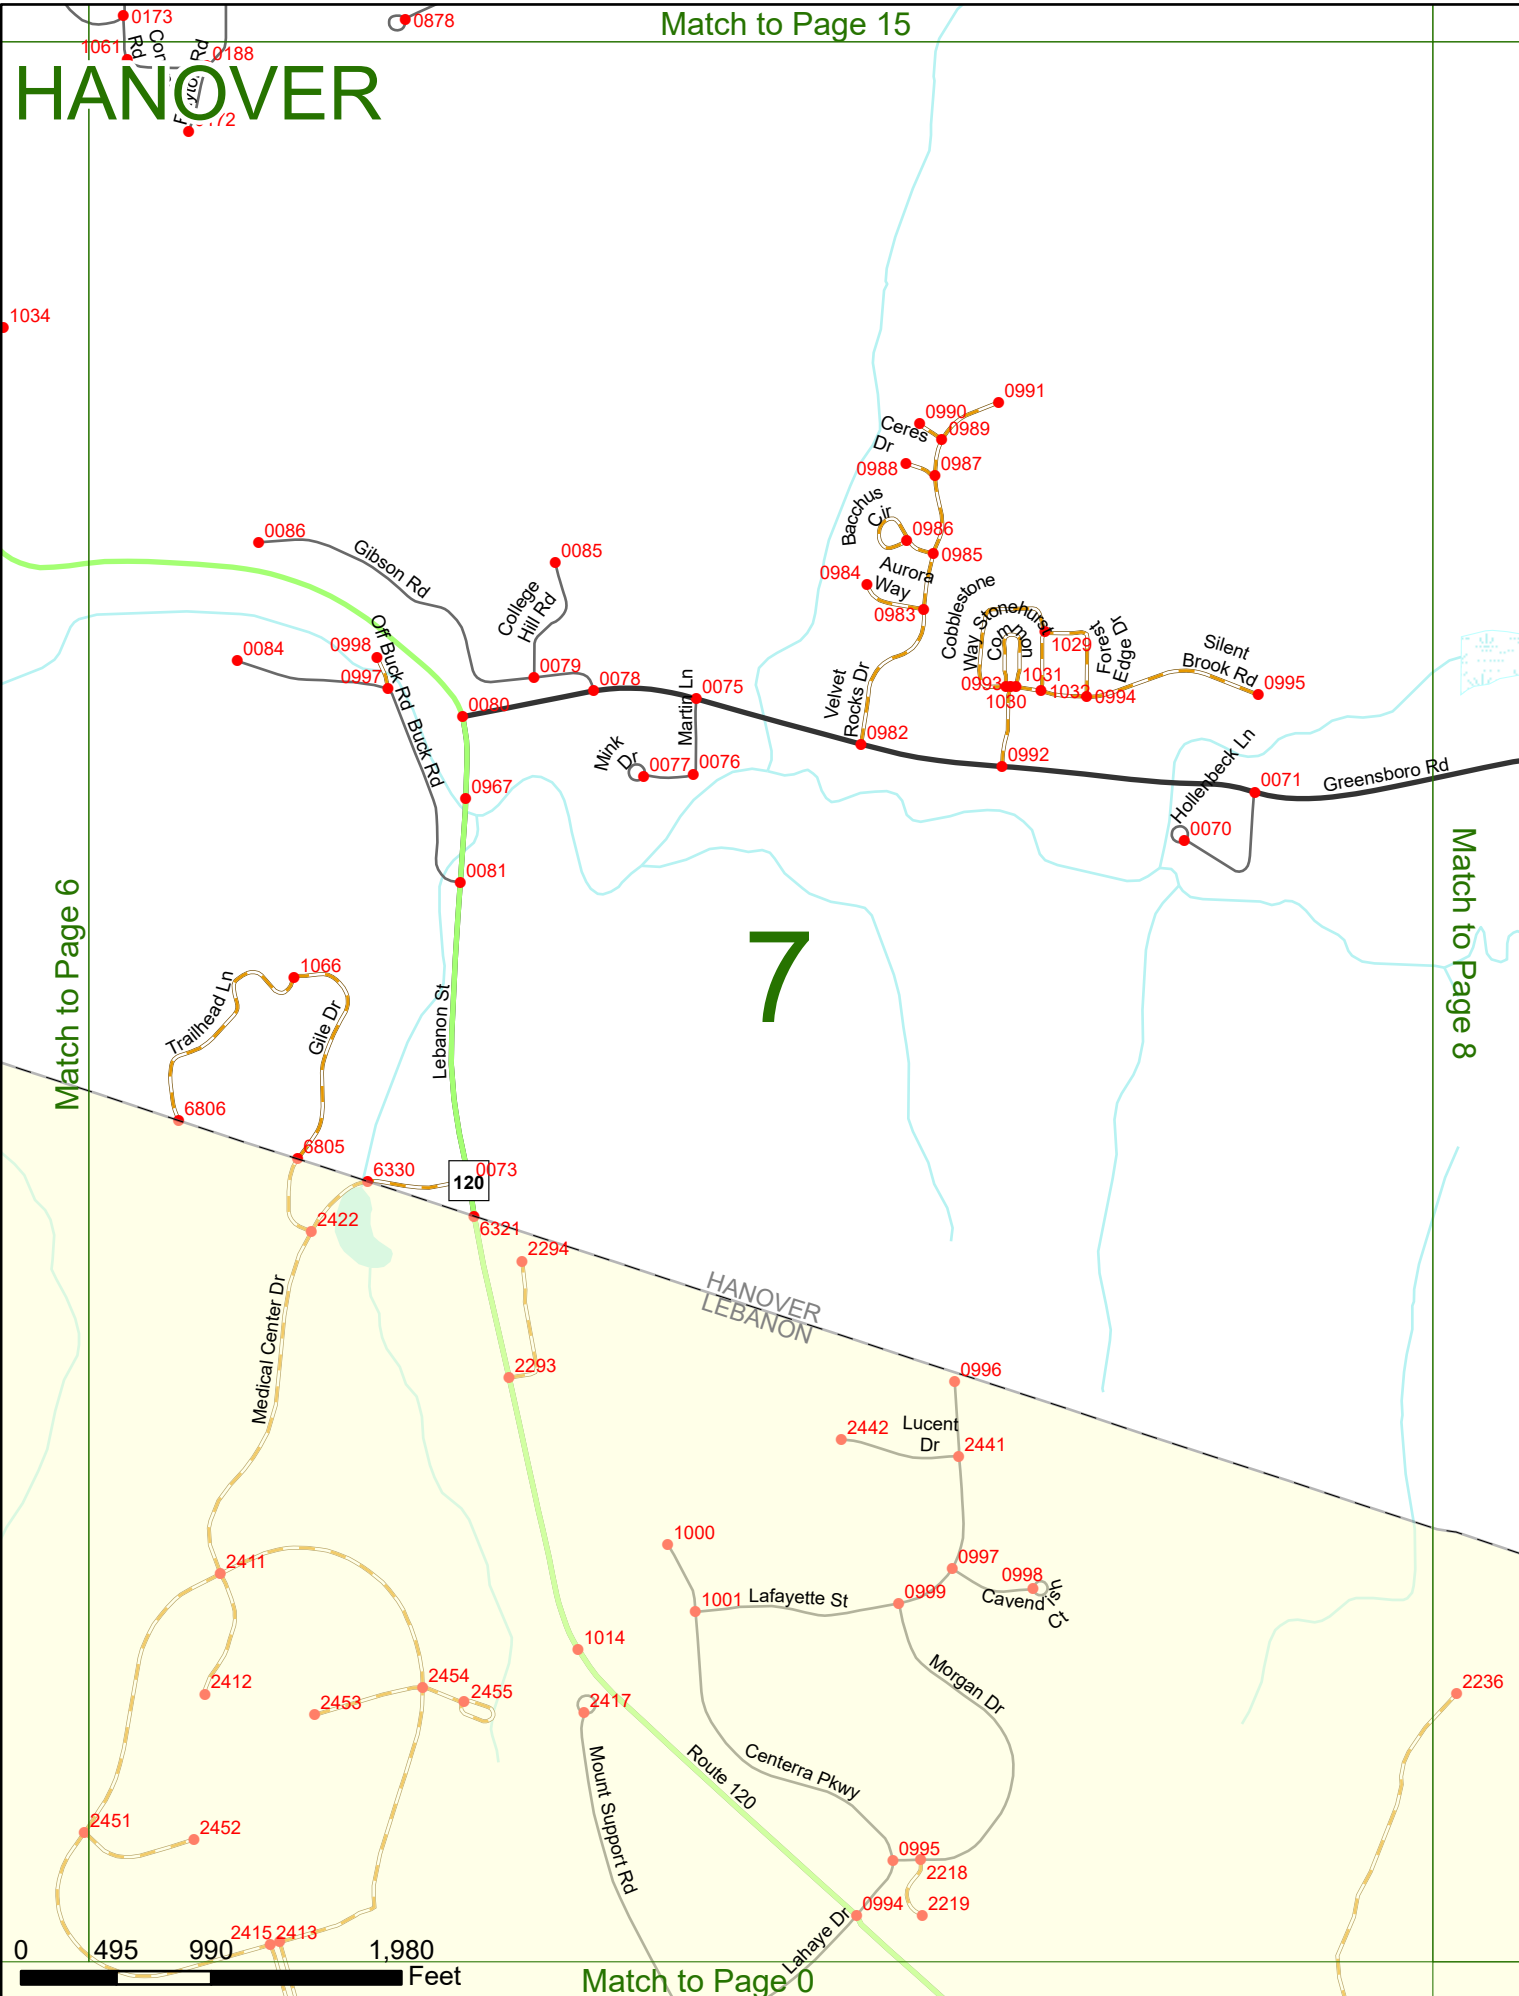 0173
0878
Match to Page 15
1061
Rd
Cor
Rd
0188
HANOVER
1034
0991
0990
Ceres
Dr
0989
0988
0987
Bacchus
Cir
0986
0985
0086
Gibson Rd
0085
College
Hill Rd
0984
Aurora
Way
0983
Cobblestone
Way
Stonehurst
Common
1029
Forest
Edge Dr
Silent
Brook Rd
0995
0084
0998
0997
Off Buck Rd
Buck Rd
0079
0078
0075
Martin Ln
0080
0993
1031
1030
1032
0994
Velvet
Rocks Dr
0982
0992
Mink
Dr
0077
0076
0967
Hollenbeck Ln
0071
Greensboro Rd
0070
0081
Match to Page 6
Match to Page 8
7
1066
Trailhead Ln
Gile Dr
Lebanon St
6806
6805
6330
0073
120
6321
2422
2294
HANOVER
LEBANON
Medical Center Dr
2293
0996
2442
Lucent
Dr
2441
1000
2411
0997
0998
Cavendish Ct
1001
Lafayette St
0999
1014
Morgan Dr
2412
2454
2453
2455
2417
2236
Route 120
Centerra Pkwy
Mount Support Rd
2451
2452
0995
2218
0994
2219
Lahaye Dr
2415
2413
0
495
990
1,980
Feet
Match to Page 0